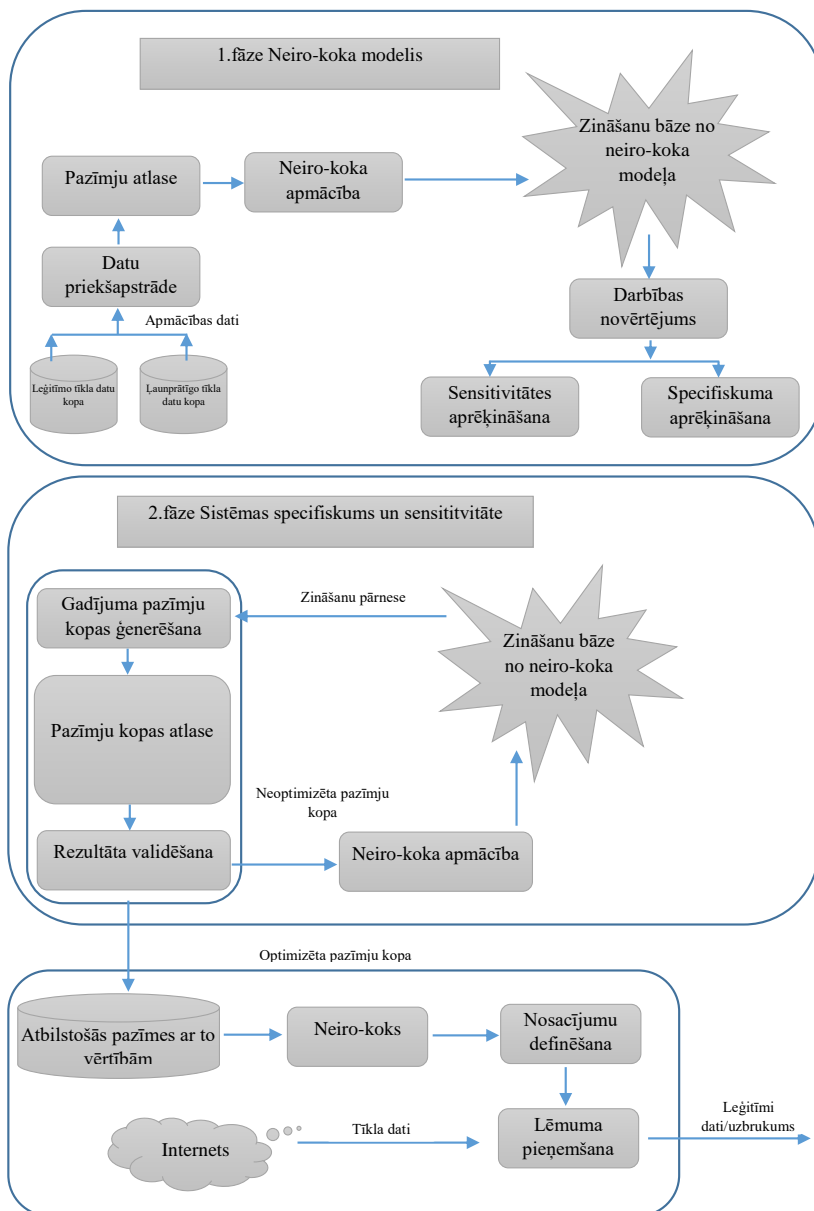 1.fāze Neiro-koka modelis
Zināšanu bāze no
neiro-koka
modeļa
Pazīmju atlase
Neiro-koka
apmācība
Datu
priekšapstrāde
Darbības
novērtējums
Apmācības dati
Leģitīmo tīkla datu
kopa
Ļaunprātīgo tīkla
datu kopa
Sensitivitātes
aprēķināšana
Specifiskuma
aprēķināšana
2.fāze Sistēmas specifiskums un sensititvitāte
Gadījuma pazīmju
kopas ģenerēšana
Zināšanu pārnese
Zināšanu bāze
no neiro-koka
modeļa
Pazīmju kopas atlase
Neoptimizēta pazīmju
kopa
Rezultāta validēšana
Neiro-koka apmācība
Optimizēta pazīmju kopa
Atbilstošās pazīmes ar to
vērtībām
Neiro-koks
Nosacījumu
definēšana
Internets
Tīkla dati
Lēmuma
pieņemšana
Leģitīmi
dati/uzbrukums